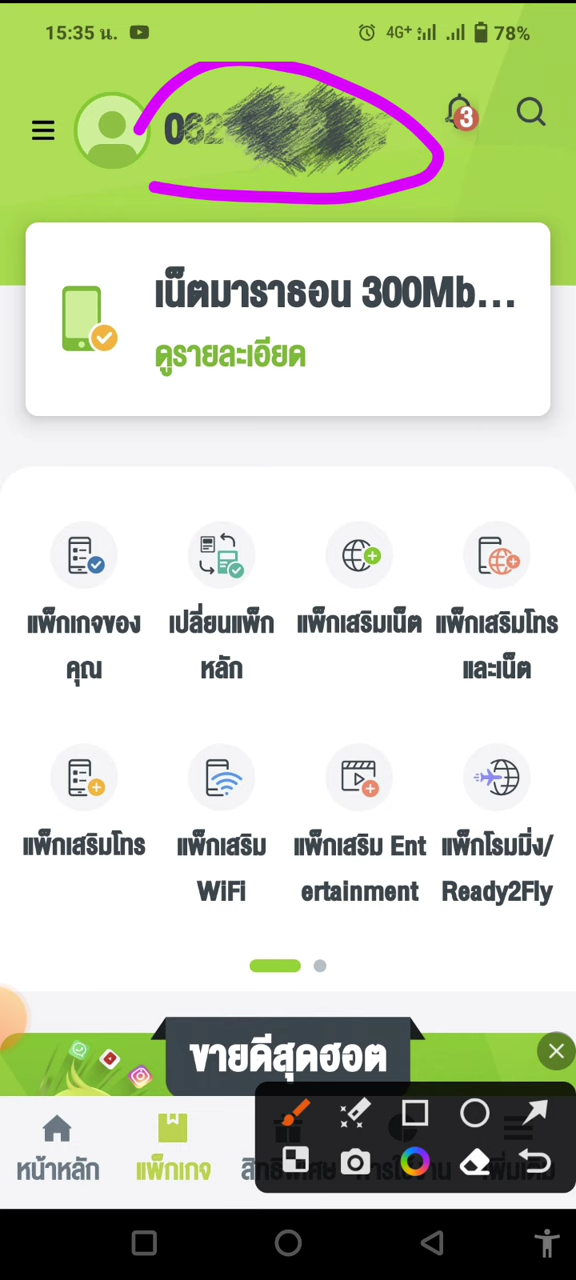 15:35 น. 4G+ 78%
062
3
เน็ตมาราธอน 300Mb...
ดูรายละเอียด
แพ็กเกจของ
คุณ
เปลี่ยนแพ็ก
หลัก
แพ็กเสริมเน็ต
แพ็กเสริมโทร
และเน็ต
แพ็กเสริมโทร
แพ็กเสริม
WiFi
แพ็กเสริม Ent
ertainment
แพ็กโรมมิ่ง/
Ready2Fly
ขายดีสุดฮอต
หน้าหลัก
แพ็กเกจ